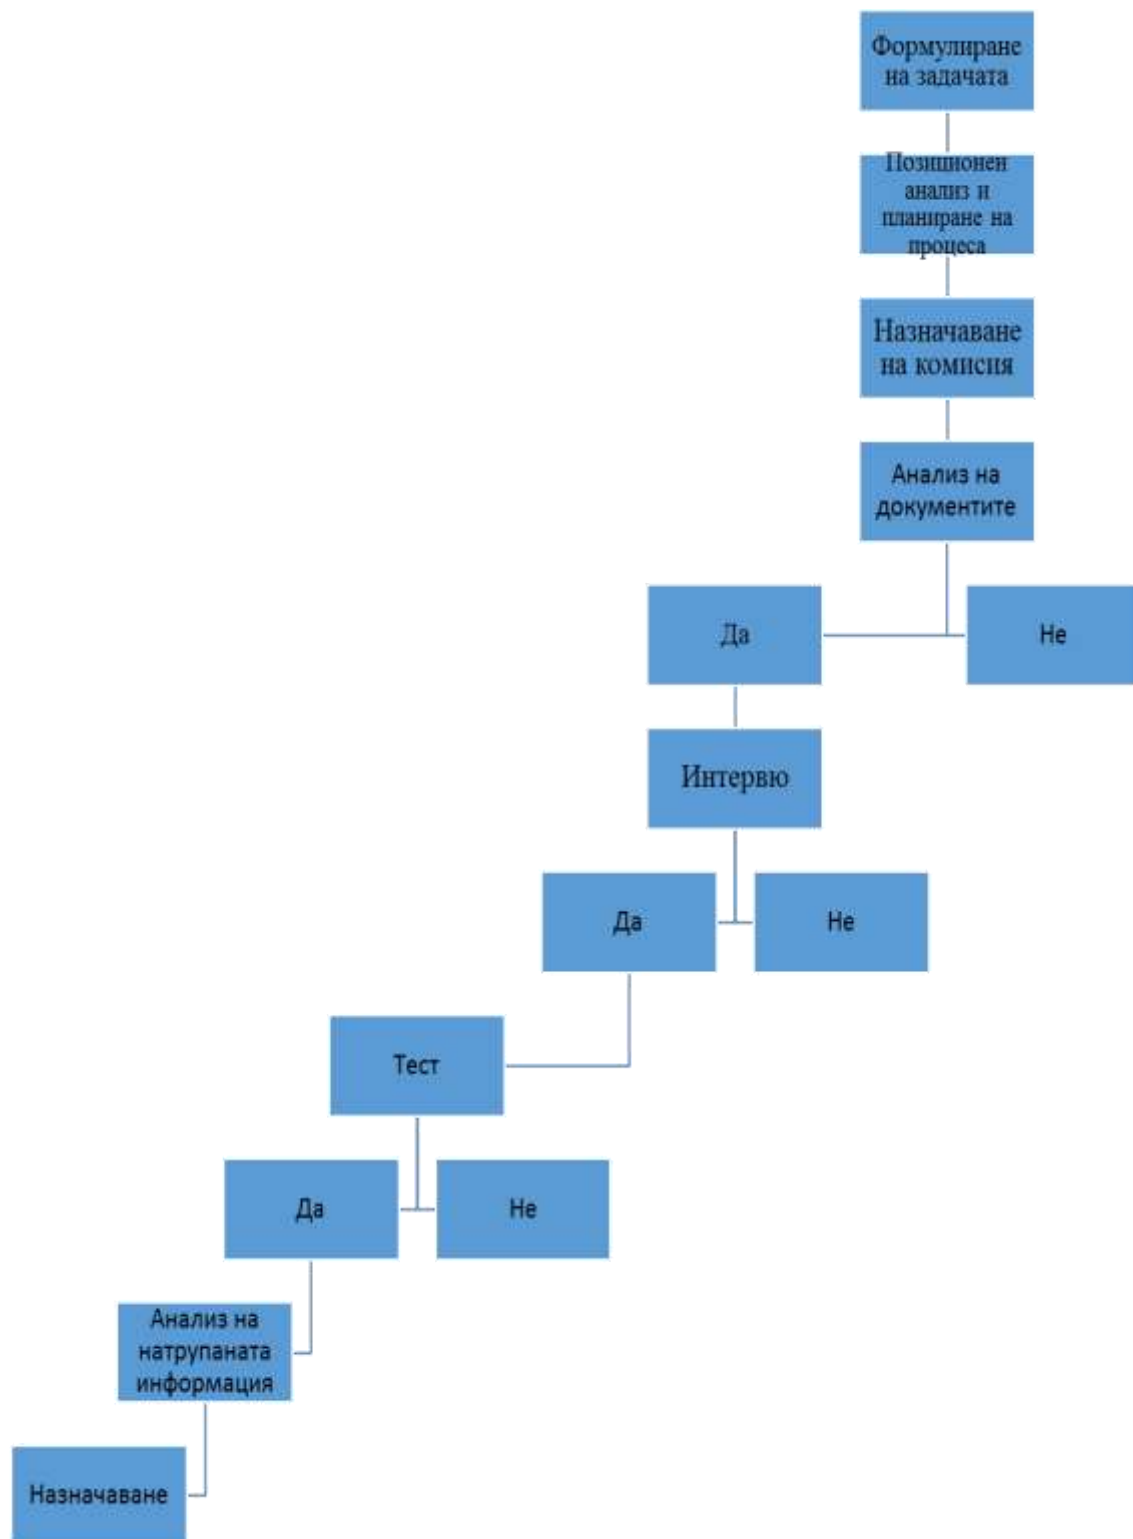 Формулиране
на задачата
Позиционен
анализ и
планиране на
процеса
Назначаване
на комисия
Анализ на
документите
Да
Не
Интервю
Да
Не
Тест
Да
Не
Анализ на
натрупаната
информация
Назначаване